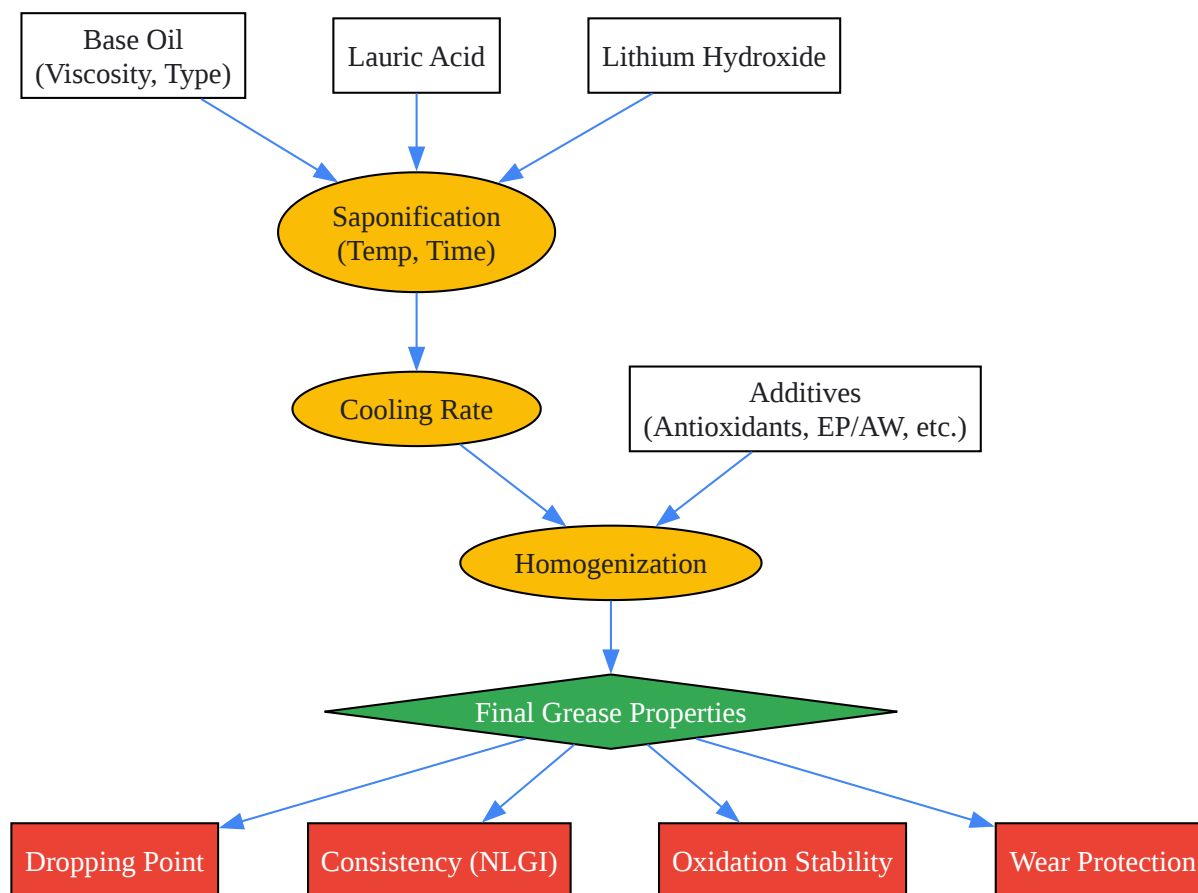 Base Oil
(Viscosity, Type)
Lauric Acid
Lithium Hydroxide
Saponification
(Temp, Time)
Cooling Rate
Additives
(Antioxidants, EP/AW, etc.)
Homogenization
Final Grease Properties
Dropping Point
Consistency (NLGI)
Oxidation Stability
Wear Protection